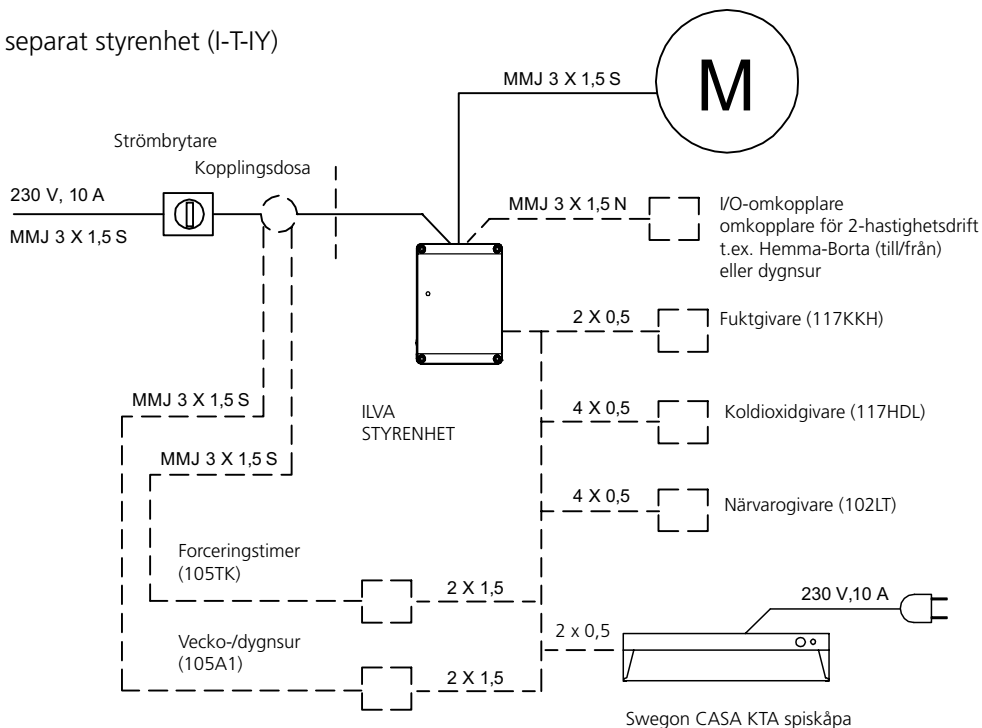 separat styrenhet (I-T-IY)
MMJ 3 X 1,5 S
M
Strömbrytare
Kopplingsdosa
230 V, 10 A
MMJ 3 X 1,5 S
MMJ 3 X 1,5 N
I/O-omkopplare
omkopplare för 2-hastighetsdrift
t.ex. Hemma-Borta (till/från)
eller dygnsur
2 X 0,5
Fuktgivare (117KKH)
MMJ 3 X 1,5 S
ILVA
STYRENHET
4 X 0,5
Koldioxidgivare (117HDL)
MMJ 3 X 1,5 S
4 X 0,5
Närvarogivare (102LT)
Forceringstimer
(105TK)
2 X 1,5
230 V,10 A
Vecko-/dygnsur
(105A1)
2 x 0,5
2 X 1,5
Swegon CASA KTA spiskåpa